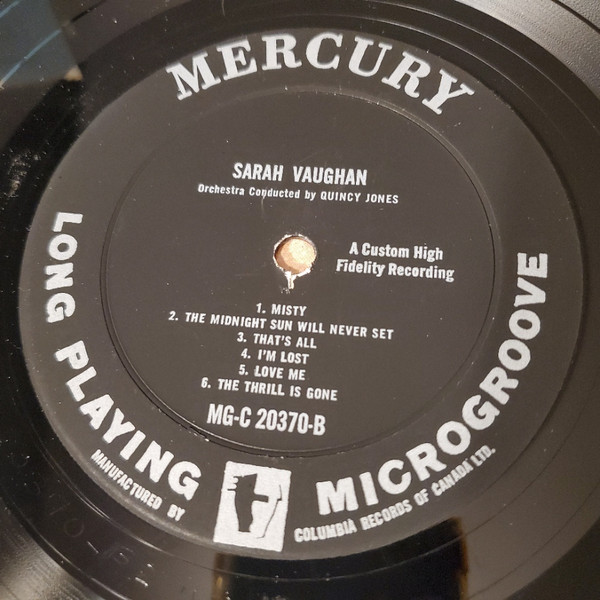 MERCURY
SARAH VAUGHAN
Orchestra Conducted by QUINCY JONES
A Custom High
Fidelity Recording
1. MISTY
2. THE MIDNIGHT SUN WILL NEVER SET
3. THAT'S ALL
4. I'M LOST
5. LOVE ME
6. THE THRILL IS GONE
MG-C 20370-B
LONG PLAYING
MICROGROOVE
MANUFACTURED BY
COLUMBIA RECORDS OF CANADA LTD.